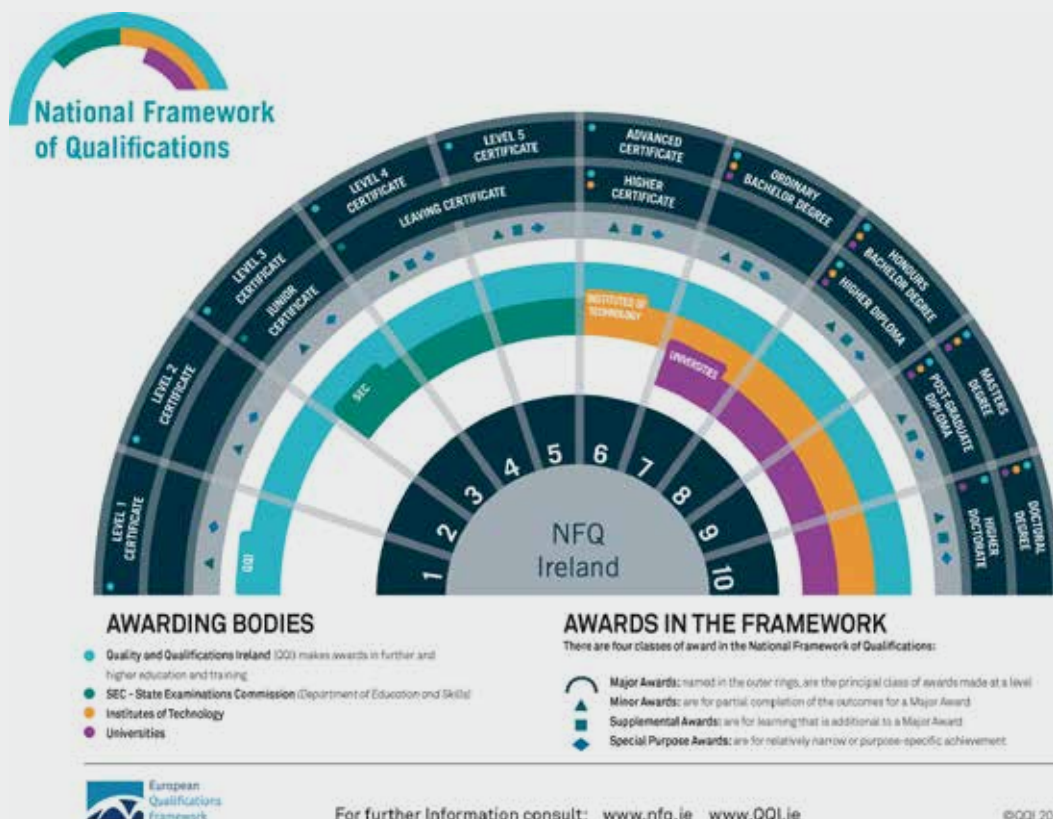 National Framework
of Qualifications
LEVEL 1
CERTIFICATE
LEVEL 2
CERTIFICATE
LEVEL 3
CERTIFICATE
LEVEL 4
CERTIFICATE
LEVEL 5
CERTIFICATE
ADVANCED
CERTIFICATE
ORDINARY
BACHELOR DEGREE
HONOURS
BACHELOR DEGREE
MASTERS
DEGREE
DOCTORAL
DEGREE
JUNIOR
CERTIFICATE
LEAVING CERTIFICATE
HIGHER
CERTIFICATE
HIGHER DIPLOMA
POST-GRADUATE
DIPLOMA
HIGHER
DOCTORATE
QQI
SEC
INSTITUTES OF
TECHNOLOGY
UNIVERSITIES
1
2
3
4
5
6
7
8
9
10
NFQ
Ireland
AWARDING BODIES
Quality and Qualifications Ireland (QQI) makes awards in further and
higher education and training
SEC - State Examinations Commission (Department of Education and Skills)
Institutes of Technology
Universities
AWARDS IN THE FRAMEWORK
There are four classes of award in the National Framework of Qualifications:
Major Awards: named in the outer rings, are the principal class of awards made at a level
Minor Awards: are for partial completion of the outcomes for a Major Award
Supplemental Awards: are for learning that is additional to a Major Award
Special Purpose Awards: are for relatively narrow or purpose-specific achievement
European
Qualifications
Framework
For further Information consult: www.nfq.ie www.QQI.ie
©QQI 20